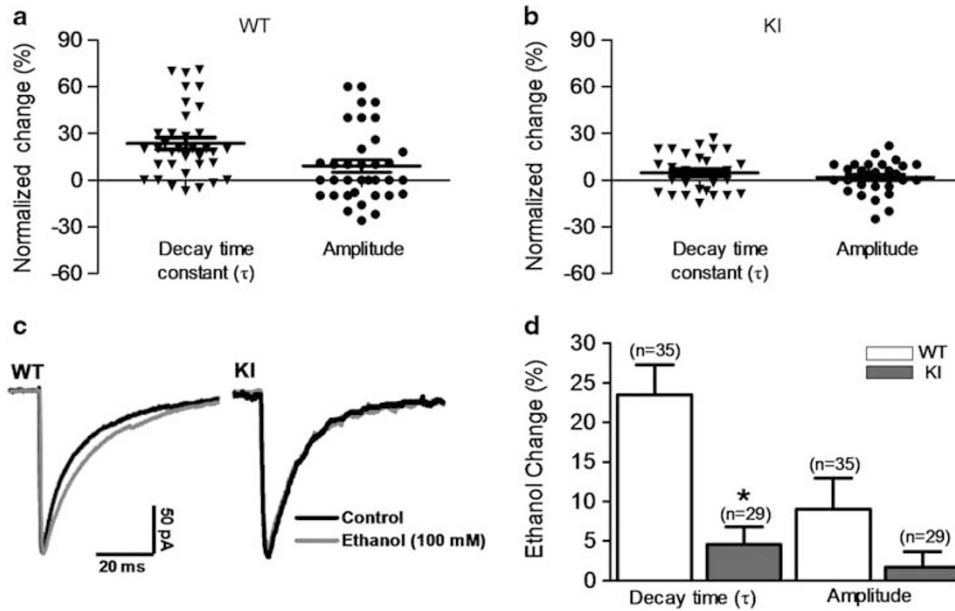 a
WT
90
60
30
0
-30
-60
Normalized change (%)
Decay time
constant (τ)
Amplitude
b
KI
90
60
30
0
-30
-60
Normalized change (%)
Decay time
constant (τ)
Amplitude
c
WT
KI
50 pA
20 ms
Control
Ethanol (100 mM)
d
30
25
20
15
10
5
0
Ethanol Change (%)
WT
KI
(n=35)
*
(n=29)
(n=35)
(n=29)
Decay time (τ)
Amplitude